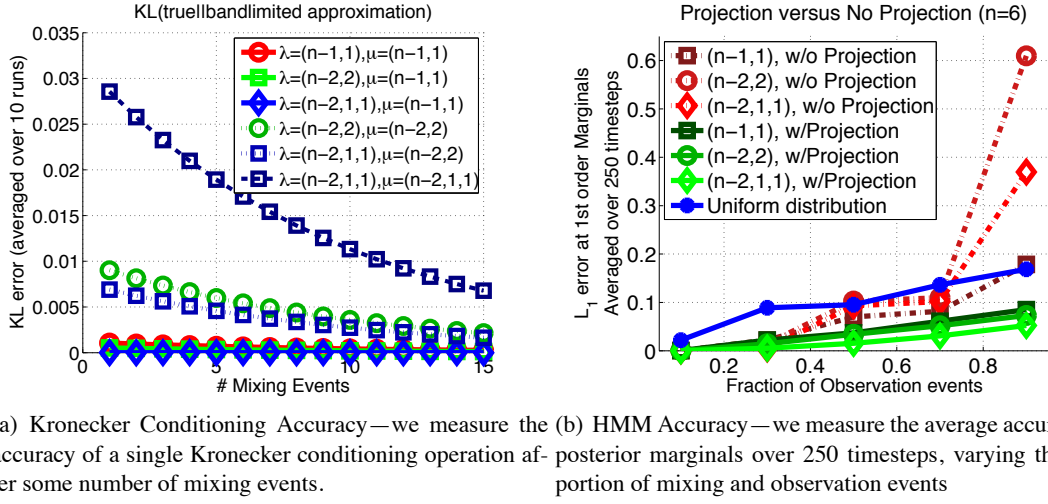 KL(true||bandlimited approximation)
KL error (averaged over 10 runs)
0.035
0.03
0.025
0.02
0.015
0.01
0.005
0
λ=(n-1,1),μ=(n-1,1)
λ=(n-2,2),μ=(n-1,1)
λ=(n-2,1,1),μ=(n-1,1)
λ=(n-2,2),μ=(n-2,2)
λ=(n-2,1,1),μ=(n-2,2)
λ=(n-2,1,1),μ=(n-2,1,1)
0 5 10 15
# Mixing Events
Projection versus No Projection (n=6)
L1 error at 1st order Marginals
Averaged over 250 timesteps
0.6
0.5
0.4
0.3
0.2
0.1
0
(n-1,1), w/o Projection
(n-2,2), w/o Projection
(n-2,1,1), w/o Projection
(n-1,1), w/Projection
(n-2,2), w/Projection
(n-2,1,1), w/Projection
Uniform distribution
0.2 0.4 0.6 0.8
Fraction of Observation events
a) Kronecker Conditioning Accuracy—we measure the
accuracy of a single Kronecker conditioning operation af-
er some number of mixing events.
(b) HMM Accuracy—we measure the average accur
posterior marginals over 250 timesteps, varying th
portion of mixing and observation events